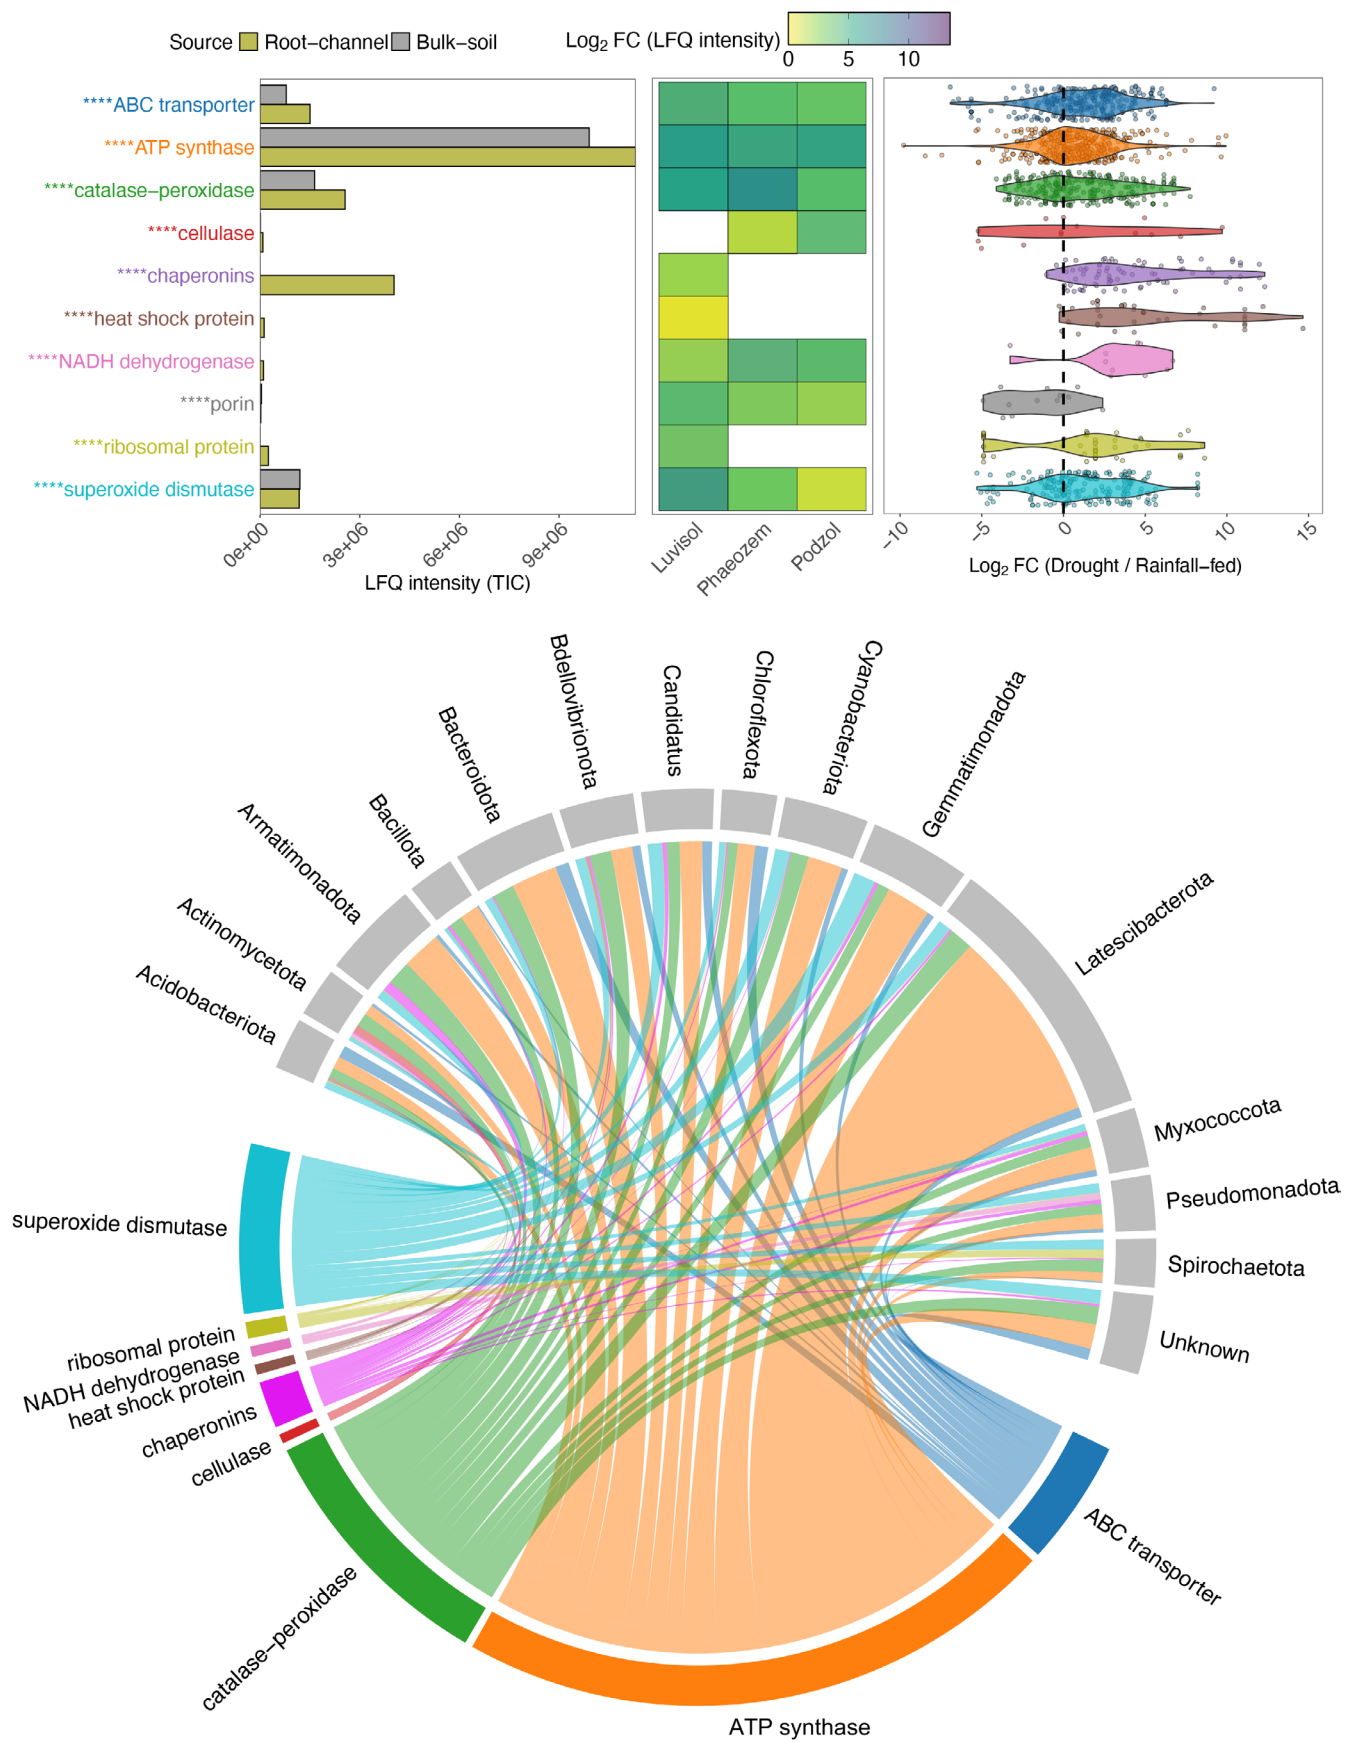 Source Root−channel Bulk−soil
Log2 FC (LFQ intensity)
0 5 10
****ABC transporter
****ATP synthase
****catalase−peroxidase
****cellulase
****chaperonins
****heat shock protein
****NADH dehydrogenase
****porin
****ribosomal protein
****superoxide dismutase
0e+00 3e+06 6e+06 9e+06
LFQ intensity (TIC)
Luvisol Phaeozem Podzol
−10 −5 0 5 10 15
Log2 FC (Drought / Rainfall−fed)
Acidobacteriota
Actinomycetota
Armatimonadota
Bacillota
Bacteroidota
Bdellovibrionota
Candidatus
Chloroflexota
Cyanobacteriota
Gemmatimonadota
Latescibacterota
Myxococcota
Pseudomonadota
Spirochaetota
Unknown
ABC transporter
ATP synthase
catalase−peroxidase
cellulase
chaperonins
heat shock protein
NADH dehydrogenase
ribosomal protein
superoxide dismutase